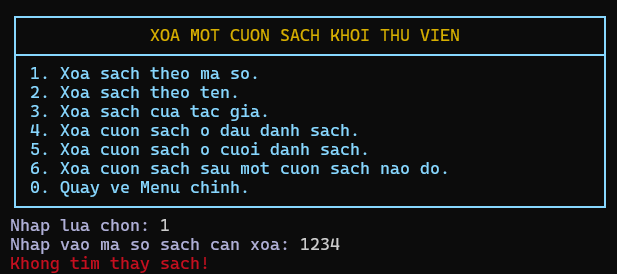 XOA MOT CUON SACH KHOI THU VIEN
1. Xoa sach theo ma so.
2. Xoa sach theo ten.
3. Xoa sach cua tac gia.
4. Xoa cuon sach o dau danh sach.
5. Xoa cuon sach o cuoi danh sach.
6. Xoa cuon sach sau mot cuon sach nao do.
0. Quay ve Menu chinh.
Nhap lua chon: 1
Nhap vao ma so sach can xoa: 1234
Khong tim thay sach!